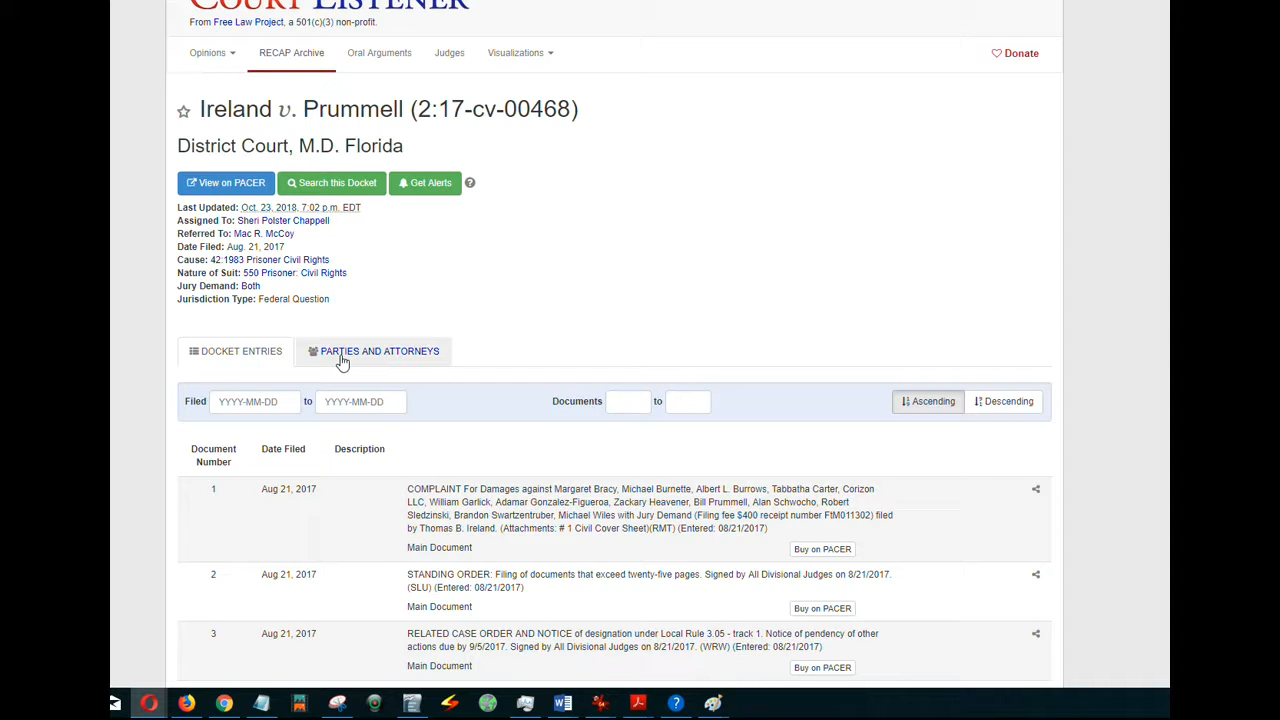 COURT LISTENER
From Free Law Project, a 501(c)(3) non-profit.
Opinions RECAP Archive Oral Arguments Judges Visualizations Donate
Ireland v. Prummell (2:17-cv-00468)
District Court, M.D. Florida
View on PACER Search this Docket Get Alerts ?
Last Updated: Oct. 23, 2018, 7:02 p.m. EDT
Assigned To: Sheri Polster Chappell
Referred To: Mac R. McCoy
Date Filed: Aug. 21, 2017
Cause: 42:1983 Prisoner Civil Rights
Nature of Suit: 550 Prisoner: Civil Rights
Jury Demand: Both
Jurisdiction Type: Federal Question
DOCKET ENTRIES PARTIES AND ATTORNEYS
Filed YYYY-MM-DD to YYYY-MM-DD Documents to Ascending Descending
Document Number Date Filed Description
1 Aug 21, 2017 COMPLAINT For Damages against Margaret Bracy, Michael Burnette, Albert L. Burrows, Tabbatha Carter, Corizon
LLC, William Garlick, Adamar Gonzalez-Figueroa, Zackary Heavener, Bill Prummell, Alan Schwocho, Robert
Sledzinski, Brandon Swartzentruber, Michael Wiles with Jury Demand (Filing fee $400 receipt number FtM011302) filed
by Thomas B. Ireland. (Attachments: # 1 Civil Cover Sheet)(RMT) (Entered: 08/21/2017)
Main Document Buy on PACER
2 Aug 21, 2017 STANDING ORDER: Filing of documents that exceed twenty-five pages. Signed by All Divisional Judges on 8/21/2017.
(SLU) (Entered: 08/21/2017)
Main Document Buy on PACER
3 Aug 21, 2017 RELATED CASE ORDER AND NOTICE of designation under Local Rule 3.05 - track 1. Notice of pendency of other
actions due by 9/5/2017. Signed by All Divisional Judges on 8/21/2017. (WRW) (Entered: 08/21/2017)
Main Document Buy on PACER